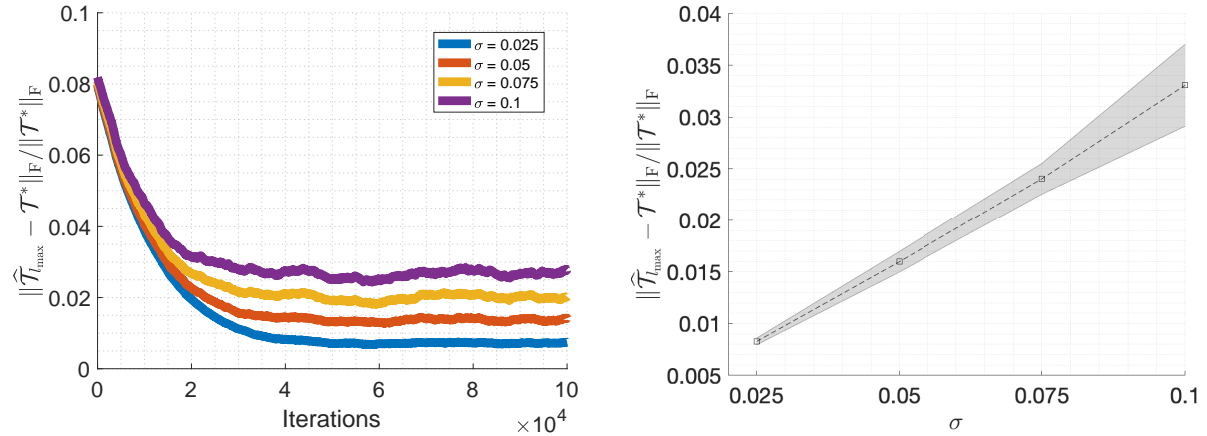 0.1
0.08
0.06
0.04
0.02
0
‖𝒯̂_{l_max} − 𝒯*‖_F/‖𝒯*‖_F
σ = 0.025
σ = 0.05
σ = 0.075
σ = 0.1
0 2 4 6 8 10
Iterations
×10⁴
0.04
0.035
0.03
0.025
0.02
0.015
0.01
0.005
‖𝒯̂_{l_max} − 𝒯*‖_F/‖𝒯*‖_F
0.025 0.05 0.075 0.1
σ